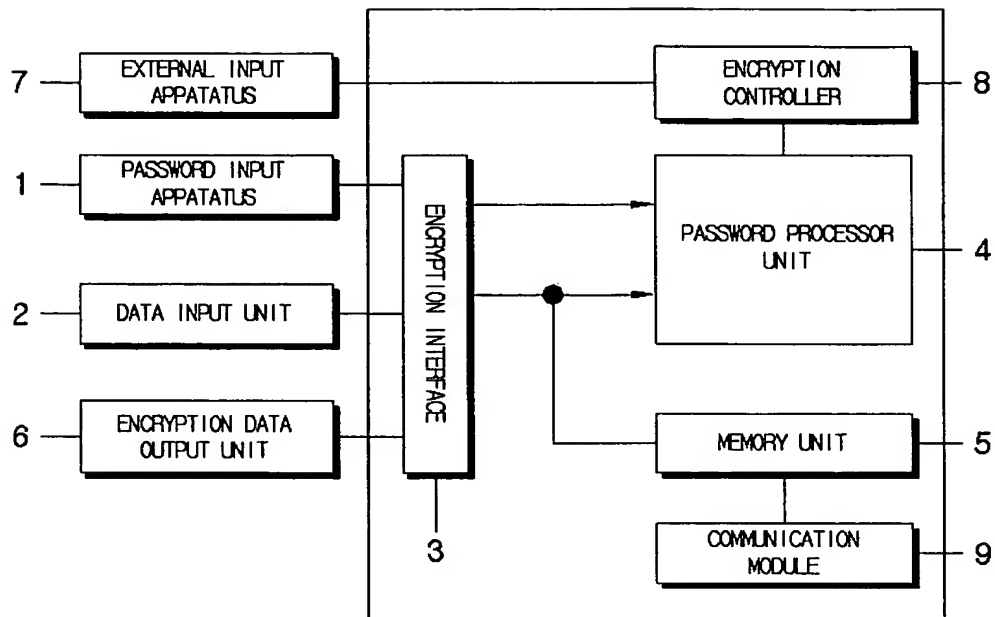 7
EXTERNAL INPUT
APPATATUS
ENCRYPTION
CONTROLLER
8
1
PASSWORD INPUT
APPATATUS
ENCRYPTION INTERFACE
PASSWORD PROCESSOR
UNIT
4
2
DATA INPUT UNIT
6
ENCRYPTION DATA
OUTPUT UNIT
MEMORY UNIT
5
3
COMMUNICATION
MODULE
9